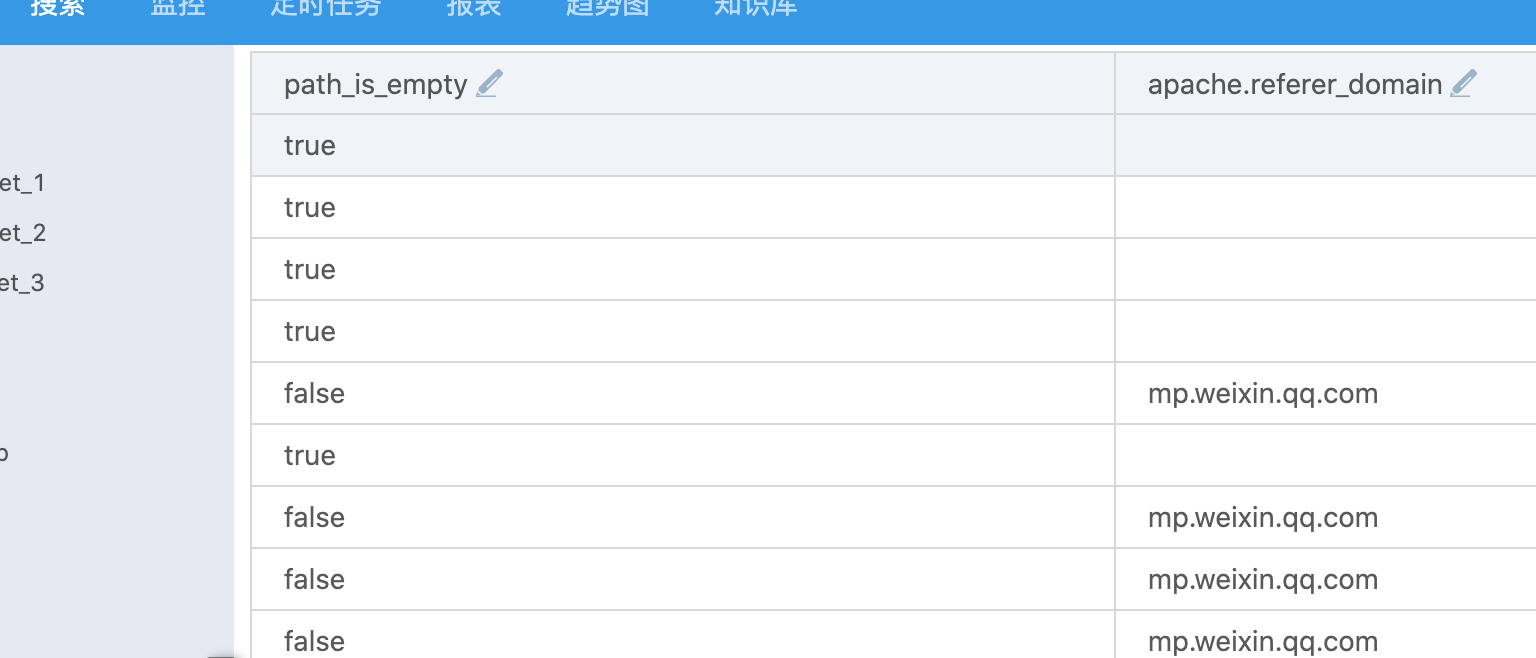 搜索 监控 定时任务 报表 趋势图 知识库
path_is_empty apache.referer_domain
true
et_1
true
et_2
true
et_3
true
false mp.weixin.qq.com
true
false mp.weixin.qq.com
false mp.weixin.qq.com
false mp.weixin.qq.com